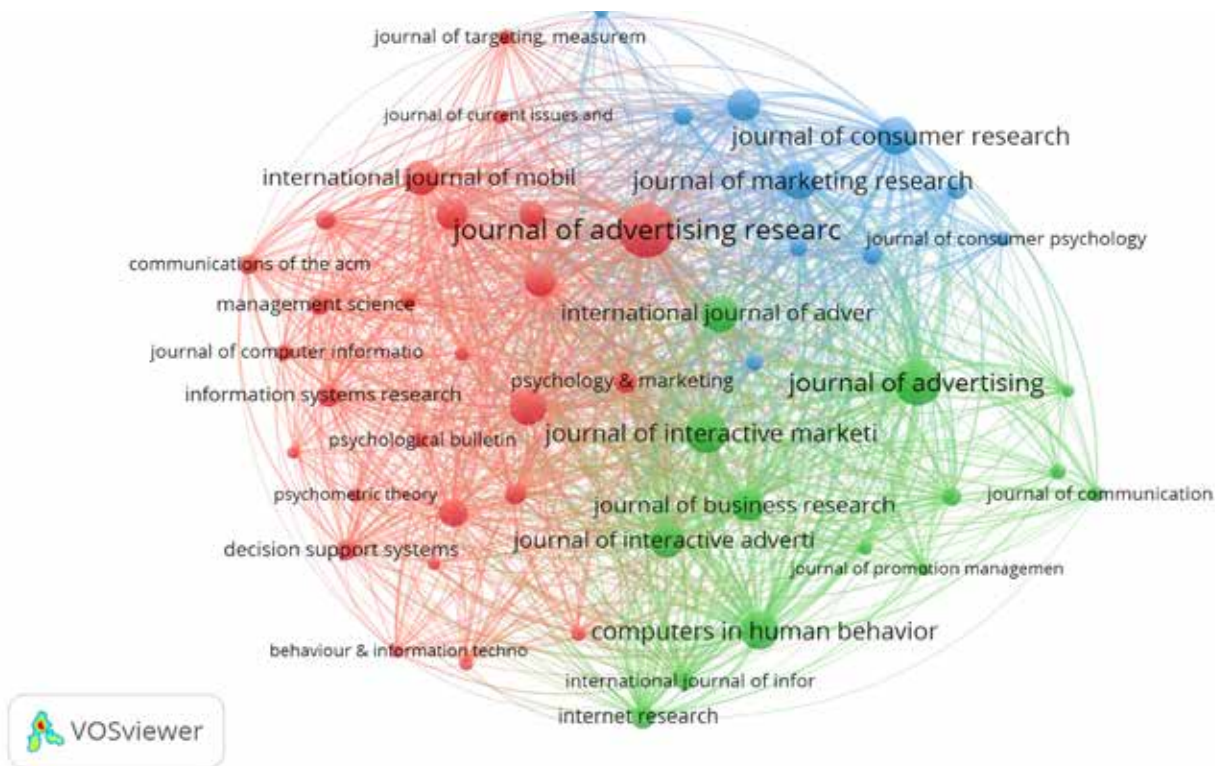 journal of targeting, measurem
journal of current issues and
journal of consumer research
international journal of mobil
journal of marketing research
journal of advertising researc
journal of consumer psychology
communications of the acm
management science
international journal of adver
journal of computer informatio
psychology & marketing
journal of advertising
information systems research
psychological bulletin
journal of interactive marketi
psychometric theory
journal of communication
journal of business research
decision support systems
journal of interactive adverti
journal of promotion managemen
computers in human behavior
behaviour & information techno
international journal of infor
internet research
VOSviewer